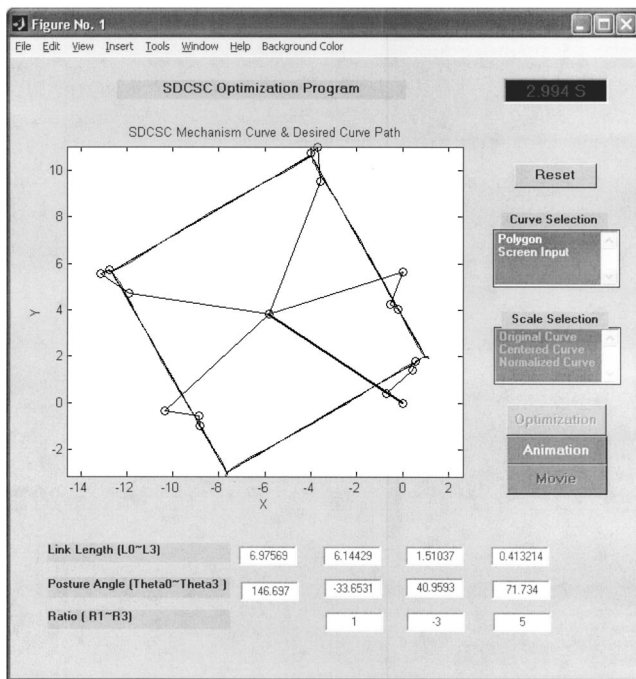 Figure No. 1
File Edit View Insert Tools Window Help Background Color
SDCSC Optimization Program
2.994 S
SDCSC Mechanism Curve & Desired Curve Path
10
8
6
4
2
0
-2
Y
-14 -12 -10 -8 -6 -4 -2 0 2
X
Reset
Curve Selection
Polygon
Screen Input
Scale Selection
Original Curve
Centered Curve
Normalized Curve
Optimization
Animation
Movie
Link Length (L0~L3) 6.97569 6.14429 1.51037 0.413214
Posture Angle (Theta0~Theta3 ) 146.697 -33.6531 40.9593 71.734
Ratio ( R1~R3) 1 -3 5